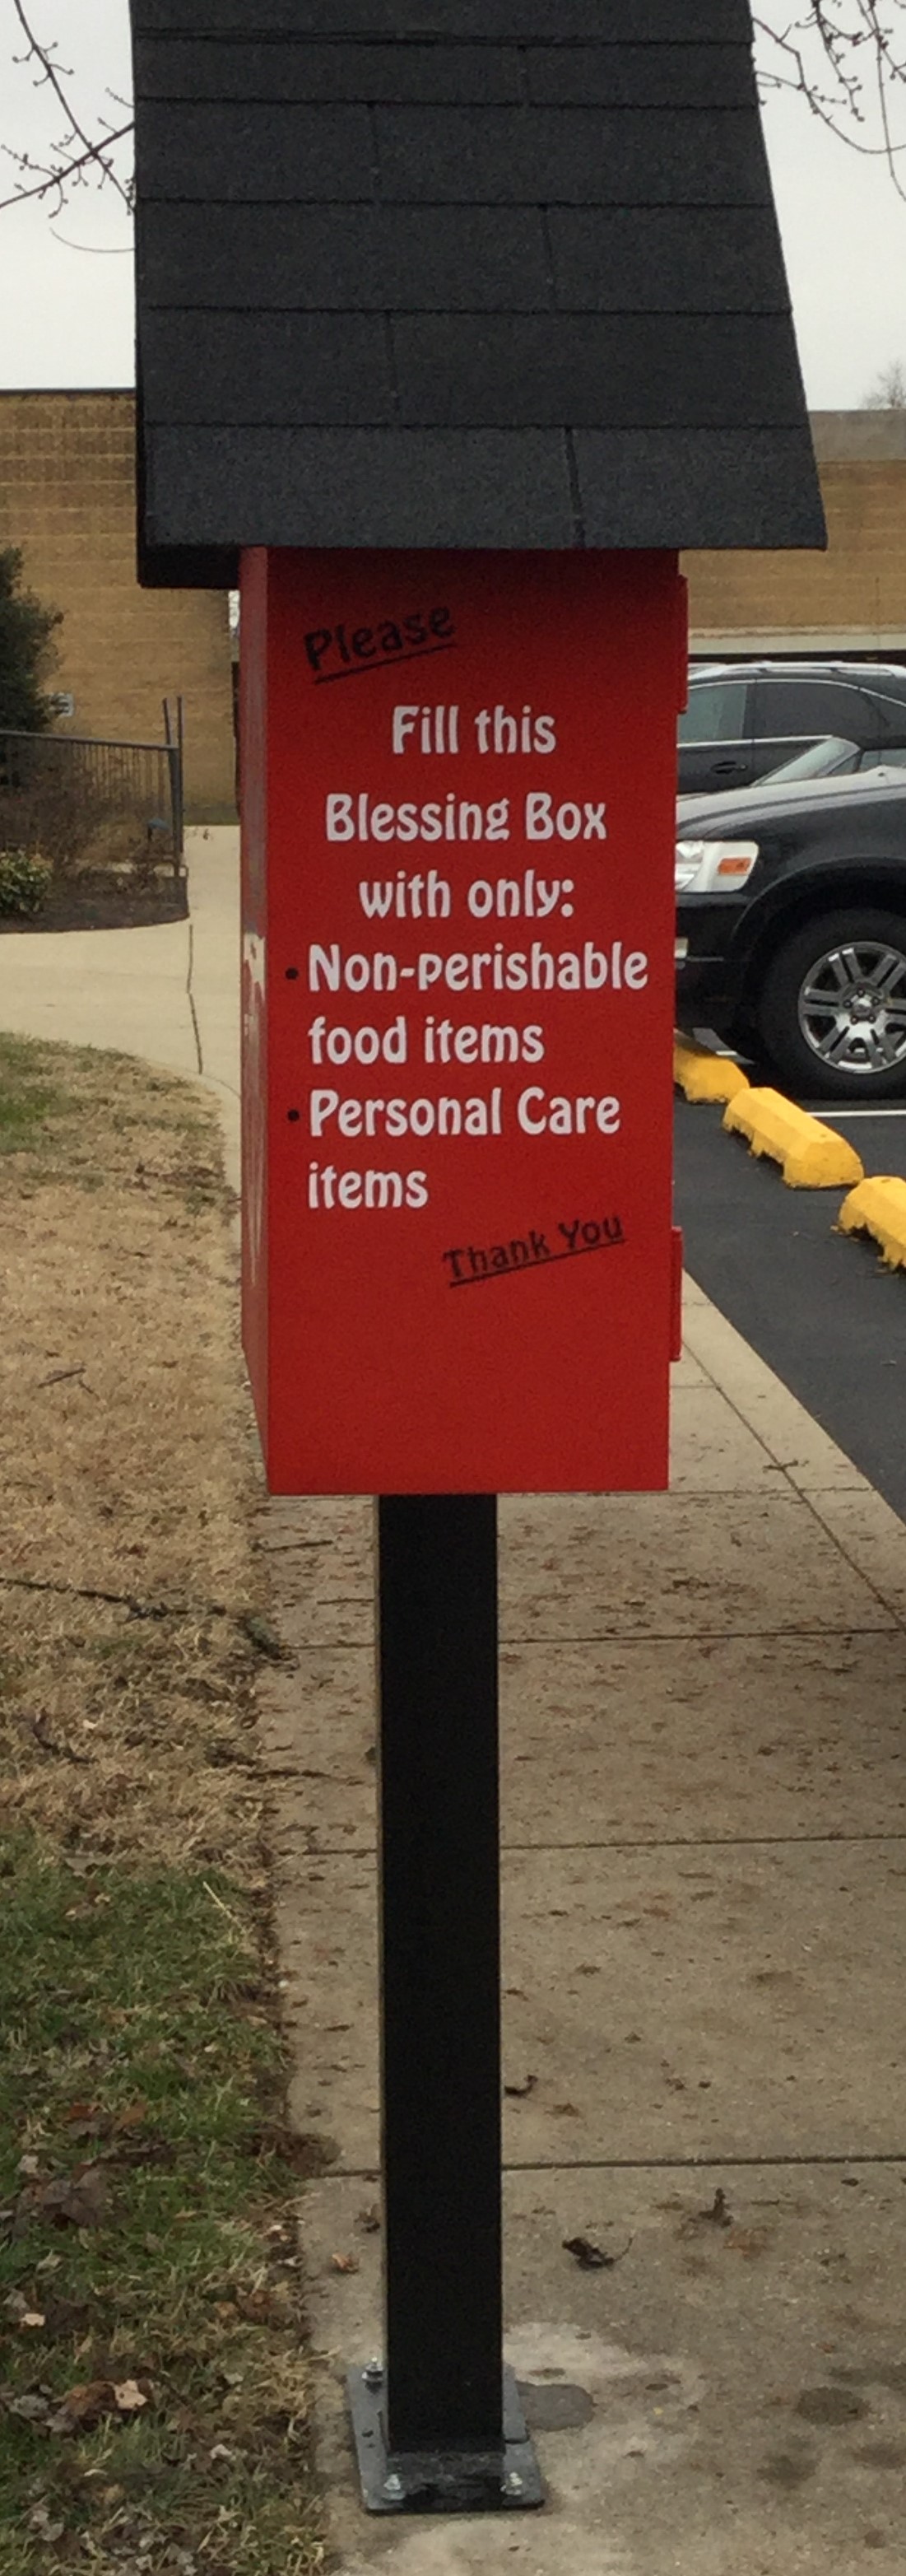 Please
Fill this
Blessing Box
with only:
• Non-perishable
food items
• Personal Care
items
Thank You